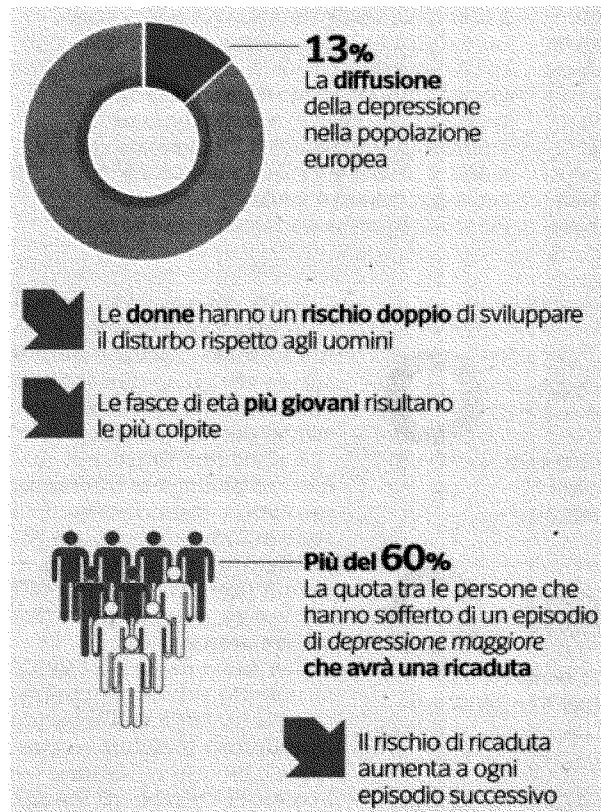 13%
La diffusione
della depressione
nella popolazione
europea
Le donne hanno un rischio doppio di sviluppare
il disturbo rispetto agli uomini
Le fasce di età più giovani risultano
le più colpite
Più del 60%
La quota tra le persone che
hanno sofferto di un episodio
di depressione maggiore
che avrà una ricaduta
Il rischio di ricaduta
aumenta a ogni
episodio successivo